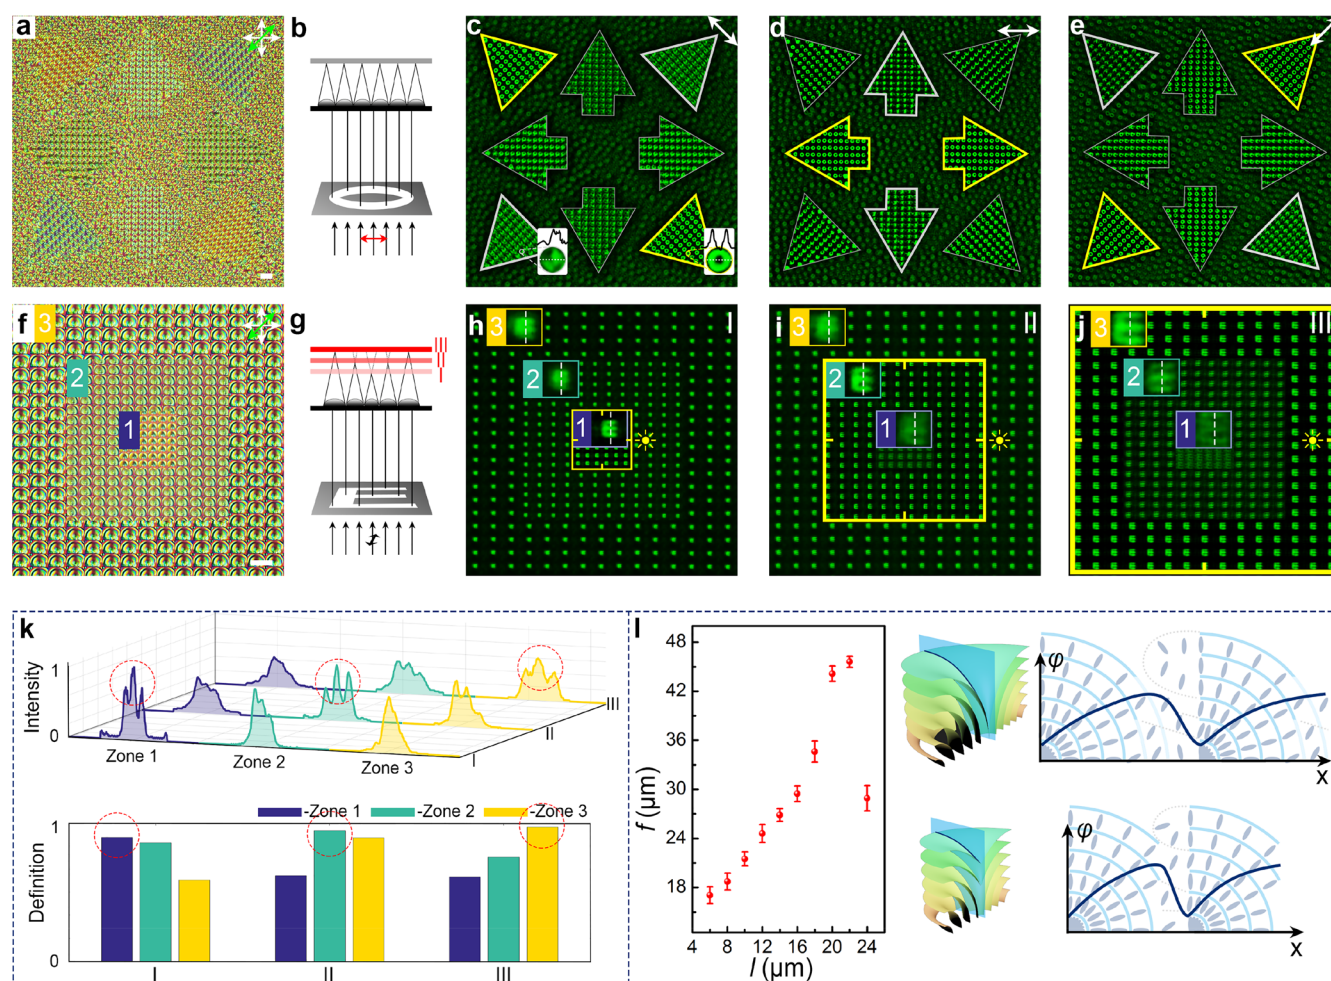 a
b
c
d
e
f
3
2
1
g
III
II
I
h
I
3
2
1
i
II
3
2
1
j
III
3
2
1
k
Intensity
1
0
Zone 1
Zone 2
Zone 3
I
II
III
-Zone 1
-Zone 2
-Zone 3
Definition
1
0
I
II
III
l
f (μm)
48
42
36
30
24
18
4
8
12
16
20
24
l (μm)
φ
x
φ
x